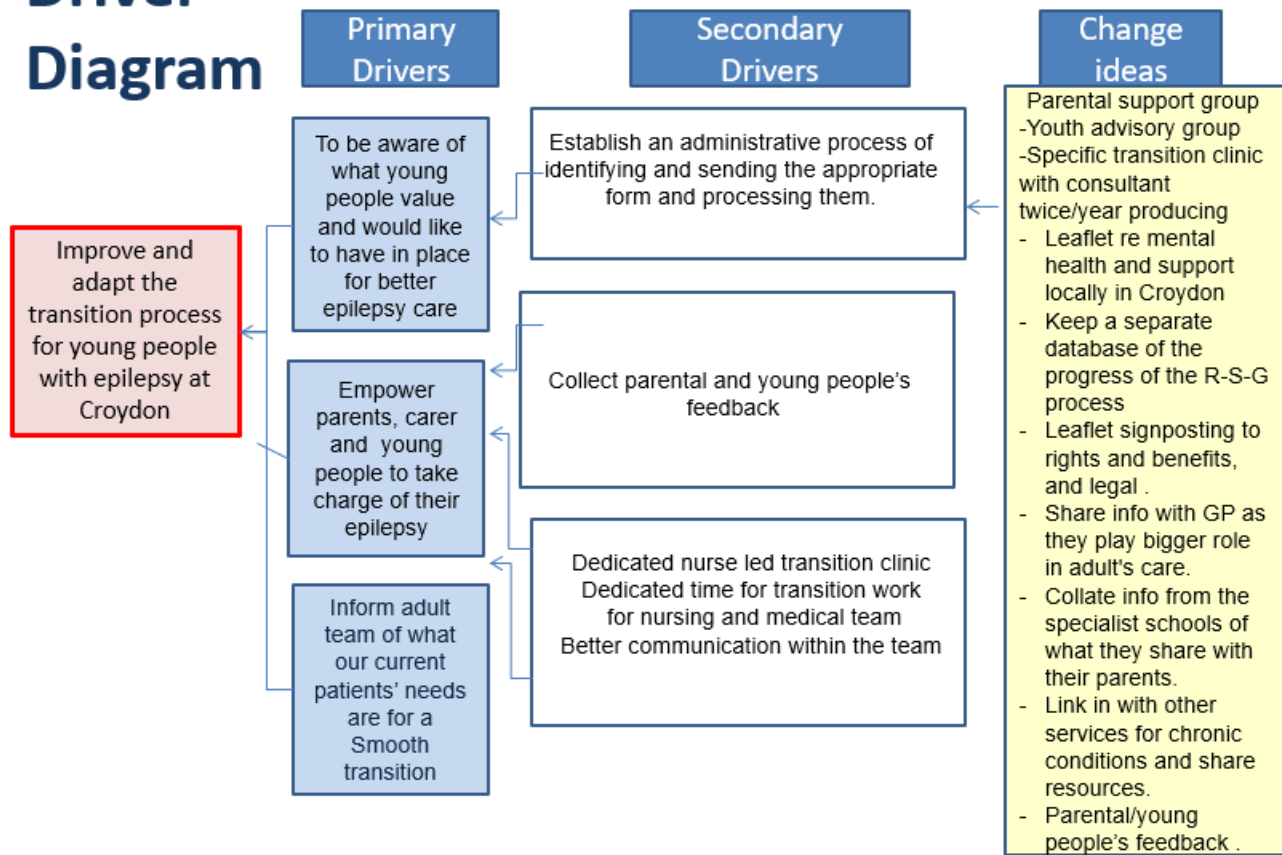 Driver
Diagram
Primary
Drivers
Secondary
Drivers
Change
ideas
Improve and
adapt the
transition process
for young people
with epilepsy at
Croydon
To be aware of
what young
people value
and would like
to have in place
for better
epilepsy care
Empower
parents, carer
and young
people to take
charge of their
epilepsy
Inform adult
team of what
our current
patients' needs
are for a
Smooth
transition
Establish an administrative process of
identifying and sending the appropriate
form and processing them.
Collect parental and young people's
feedback
Dedicated nurse led transition clinic
Dedicated time for transition work
for nursing and medical team
Better communication within the team
Parental support group
-Youth advisory group
-Specific transition clinic
with consultant
twice/year producing
- Leaflet re mental
health and support
locally in Croydon
- Keep a separate
database of the
progress of the R-S-G
process
- Leaflet signposting to
rights and benefits,
and legal .
- Share info with GP as
they play bigger role
in adult's care.
- Collate info from the
specialist schools of
what they share with
their parents.
- Link in with other
services for chronic
conditions and share
resources.
- Parental/young
people's feedback .